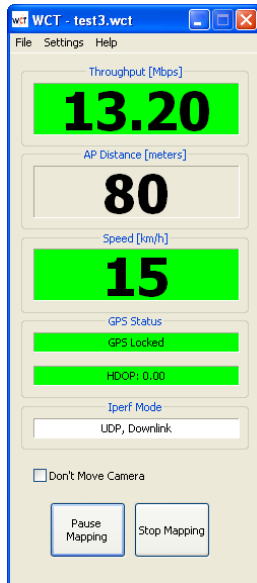 WCT WCT - test3.wct
File Settings Help
Throughput [Mbps]
13.20
AP Distance [meters]
80
Speed [km/h]
15
GPS Status
GPS Locked
HDOP: 0.00
Iperf Mode
UDP, Downlink
Don't Move Camera
Pause
Mapping
Stop Mapping